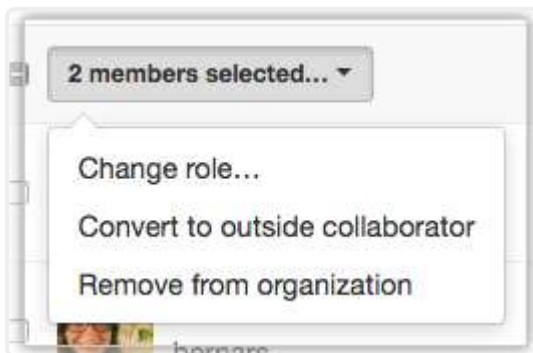 2 members selected...
Change role...
Convert to outside collaborator
Remove from organization